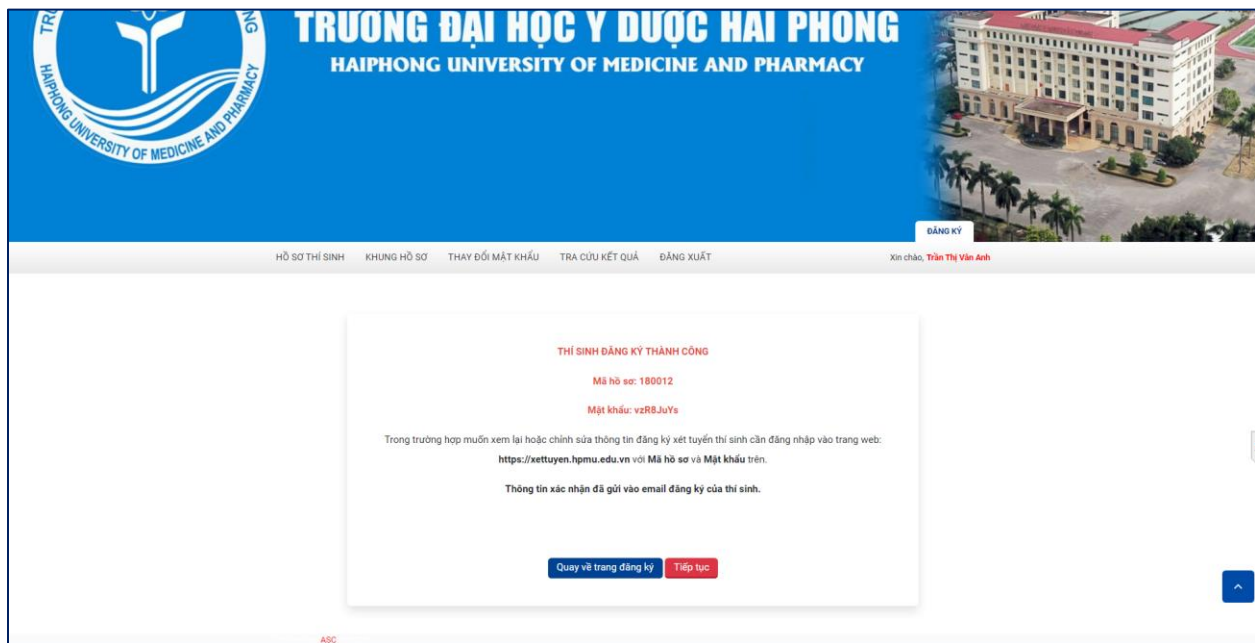 TRƯỜNG ĐẠI HỌC Y DƯỢC HẢI PHÒNG
HAIPHONG UNIVERSITY OF MEDICINE AND PHARMACY
HAIPHONG UNIVERSITY OF MEDICINE AND PHARMACY
ĐĂNG KÝ
HỒ SƠ THÍ SINH KHUNG HỒ SƠ THAY ĐỔI MẬT KHẨU TRA CỨU KẾT QUẢ ĐĂNG XUẤT Xin chào, Trần Thị Vân Anh
THÍ SINH ĐĂNG KÝ THÀNH CÔNG
Mã hồ sơ: 180012
Mật khẩu: vzR8JuYs
Trong trường hợp muốn xem lại hoặc chỉnh sửa thông tin đăng ký xét tuyển thí sinh cần đăng nhập vào trang web:
https://xettuyen.hpmu.edu.vn với Mã hồ sơ và Mật khẩu trên.
Thông tin xác nhận đã gửi vào email đăng ký của thí sinh.
Quay về trang đăng ký Tiếp tục
ASC